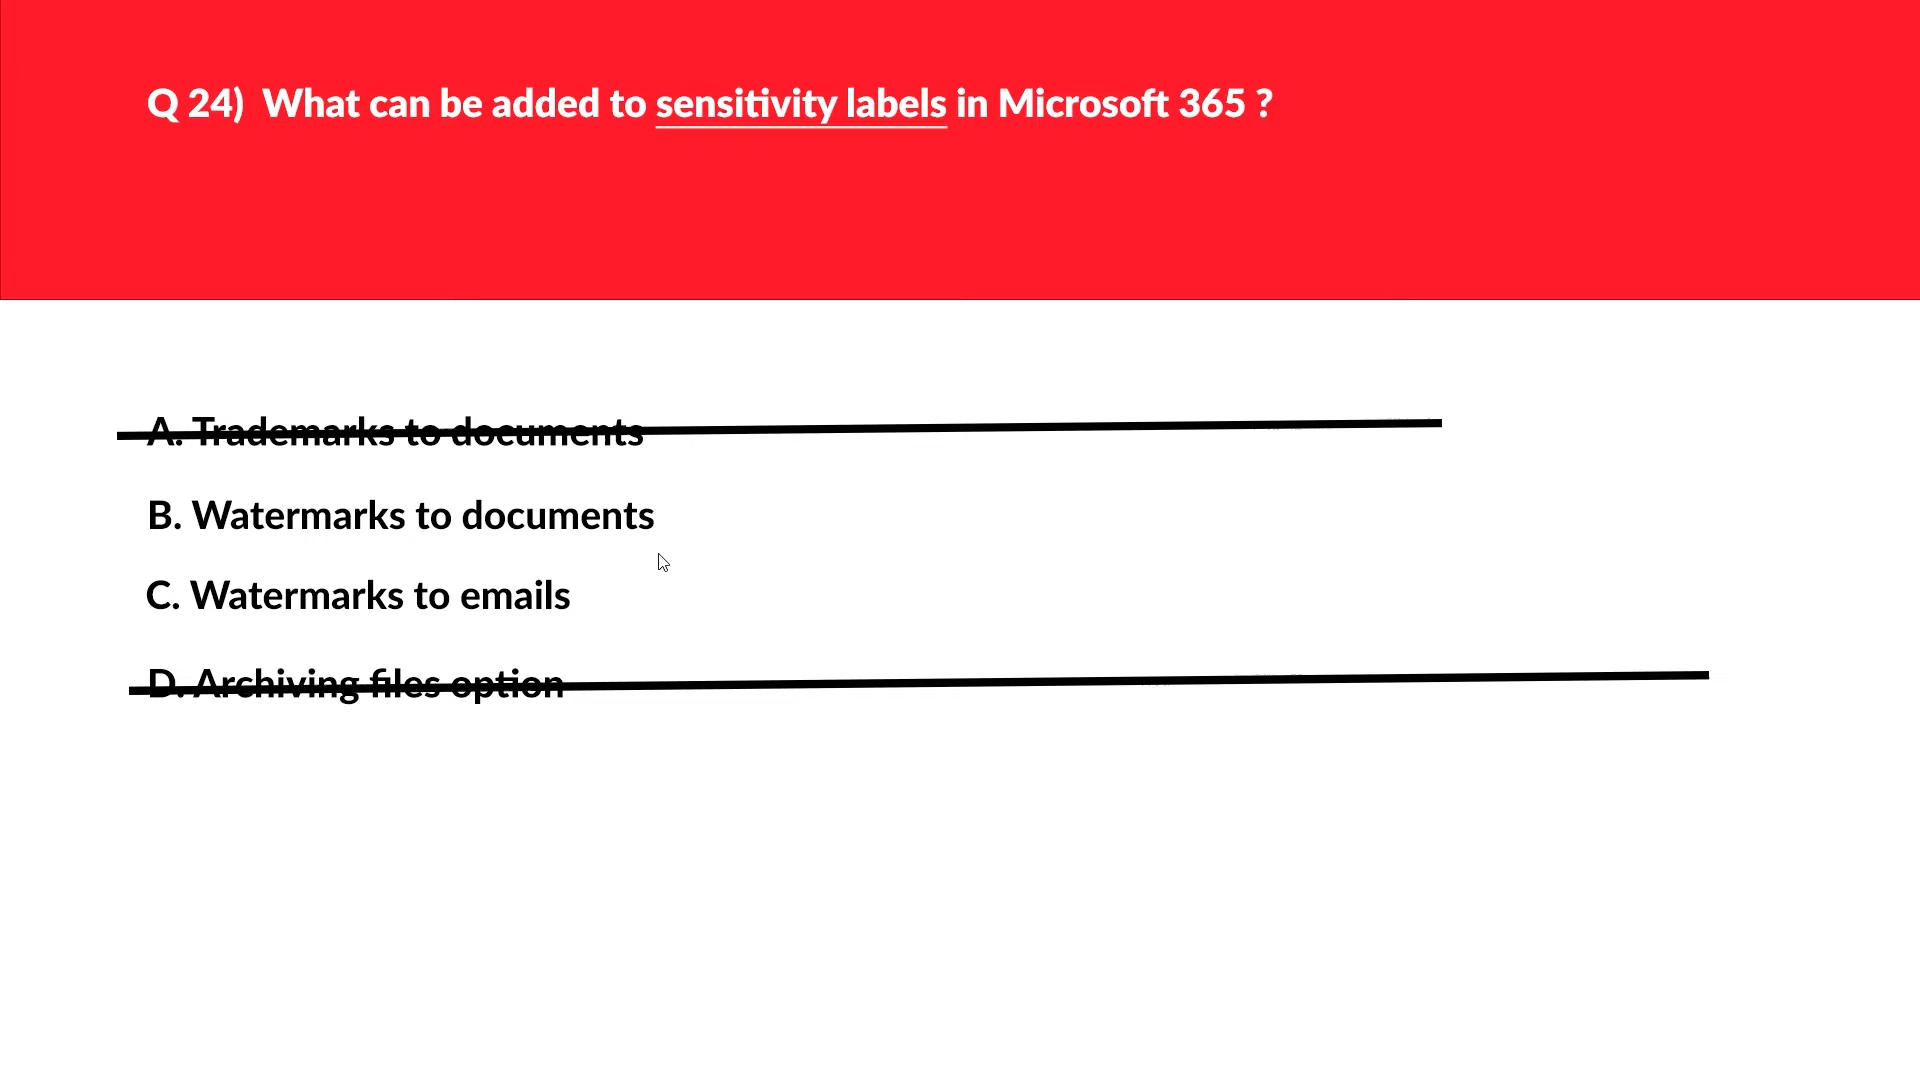 Q 24) What can be added to sensitivity labels in Microsoft 365 ?
A. Trademarks to documents
B. Watermarks to documents
C. Watermarks to emails
D. Archiving files option